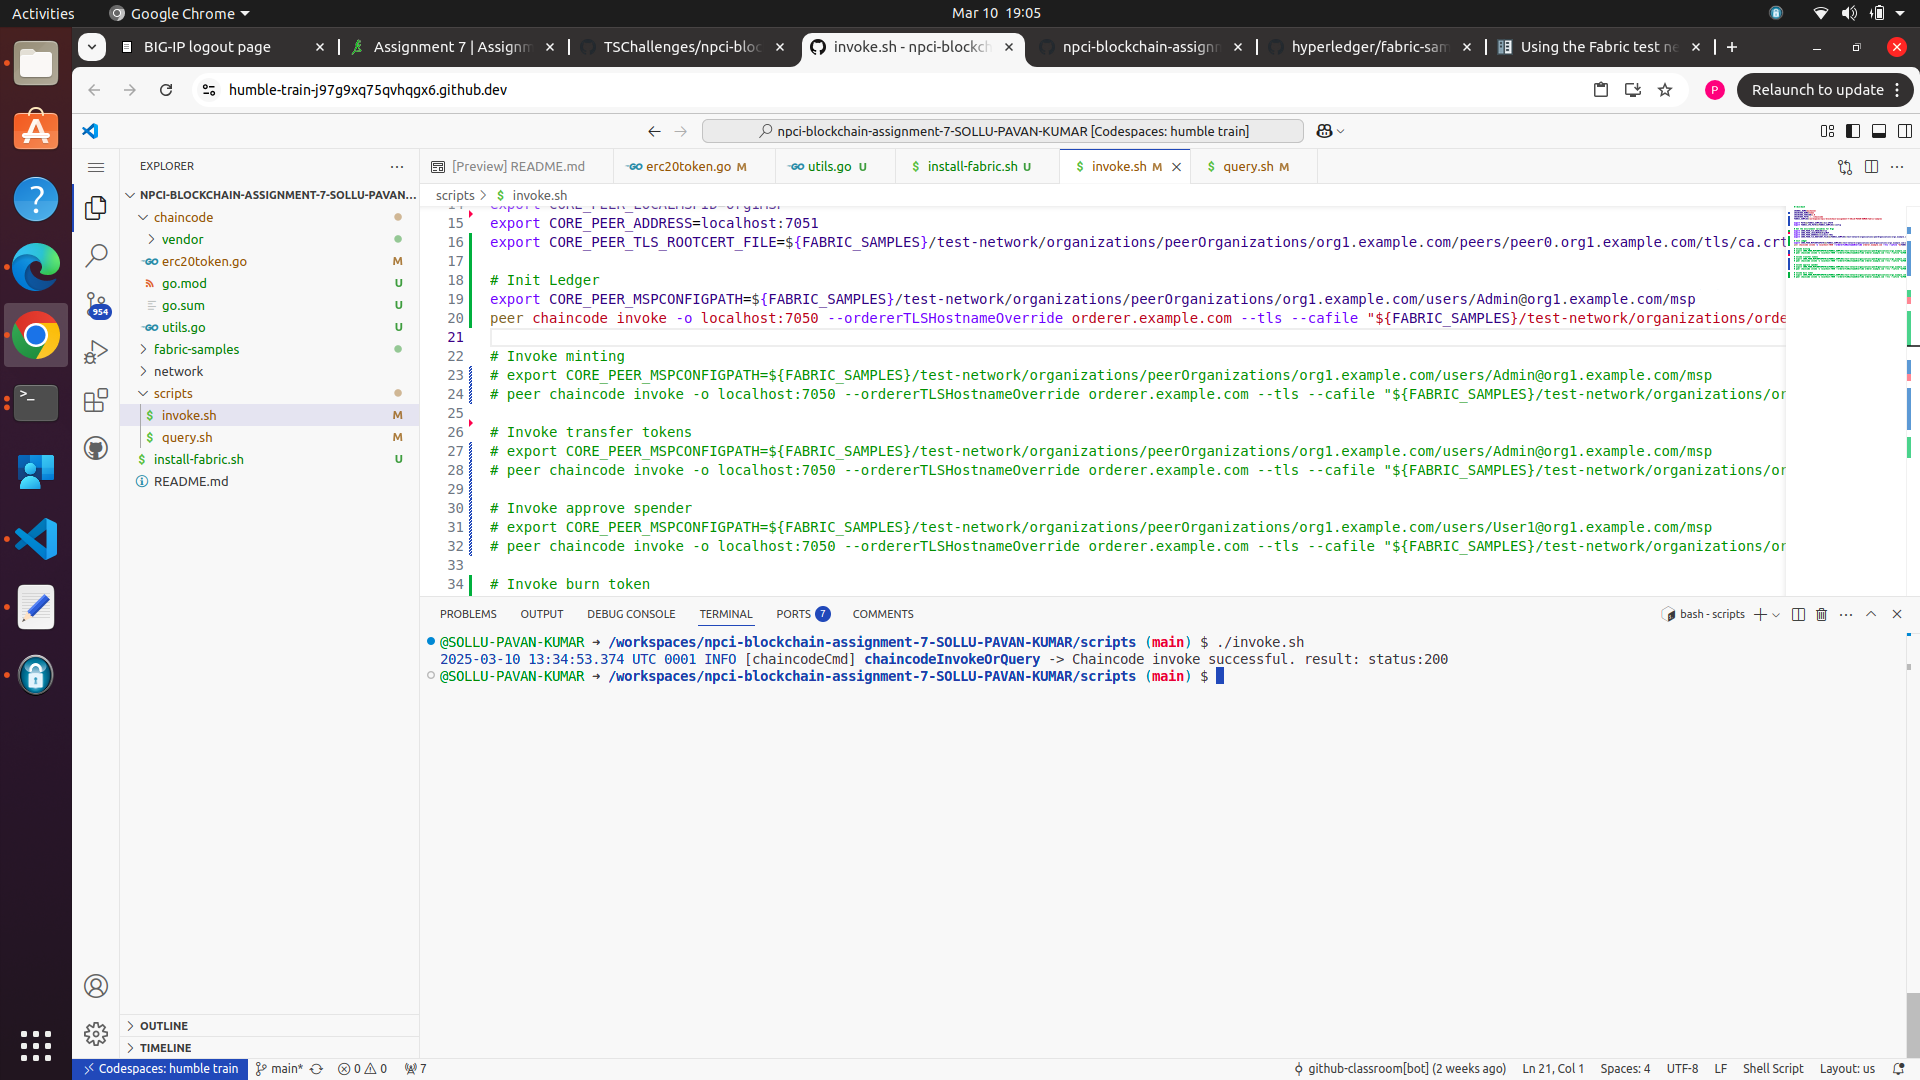 Activities
Google Chrome
Mar 10 19:05
BIG-IP logout page
Assignment 7 | Assignm
TSChallenges/npci-bloc
invoke.sh - npci-blockch
npci-blockchain-assignm
hyperledger/fabric-sam
Using the Fabric test ne
humble-train-j97g9xq75qvhqgx6.github.dev
P
Relaunch to update
npci-blockchain-assignment-7-SOLLU-PAVAN-KUMAR [Codespaces: humble train]
EXPLORER
NPCI-BLOCKCHAIN-ASSIGNMENT-7-SOLLU-PAVAN-...
chaincode
vendor
erc20token.go M
go.mod U
go.sum U
utils.go U
fabric-samples
network
scripts
invoke.sh M
query.sh M
install-fabric.sh U
README.md
954
OUTLINE
TIMELINE
[Preview] README.md
erc20token.go M
utils.go U
install-fabric.sh U
invoke.sh M
query.sh M
scripts > $ invoke.sh
15 export CORE_PEER_ADDRESS=localhost:7051
16 export CORE_PEER_TLS_ROOTCERT_FILE=${FABRIC_SAMPLES}/test-network/organizations/peerOrganizations/org1.example.com/peers/peer0.org1.example.com/tls/ca.crt
17
18 # Init Ledger
19 export CORE_PEER_MSPCONFIGPATH=${FABRIC_SAMPLES}/test-network/organizations/peerOrganizations/org1.example.com/users/Admin@org1.example.com/msp
20 peer chaincode invoke -o localhost:7050 --ordererTLSHostnameOverride orderer.example.com --tls --cafile "${FABRIC_SAMPLES}/test-network/organizations/orde
21
22 # Invoke minting
23 # export CORE_PEER_MSPCONFIGPATH=${FABRIC_SAMPLES}/test-network/organizations/peerOrganizations/org1.example.com/users/Admin@org1.example.com/msp
24 # peer chaincode invoke -o localhost:7050 --ordererTLSHostnameOverride orderer.example.com --tls --cafile "${FABRIC_SAMPLES}/test-network/organizations/or
25
26 # Invoke transfer tokens
27 # export CORE_PEER_MSPCONFIGPATH=${FABRIC_SAMPLES}/test-network/organizations/peerOrganizations/org1.example.com/users/Admin@org1.example.com/msp
28 # peer chaincode invoke -o localhost:7050 --ordererTLSHostnameOverride orderer.example.com --tls --cafile "${FABRIC_SAMPLES}/test-network/organizations/or
29
30 # Invoke approve spender
31 # export CORE_PEER_MSPCONFIGPATH=${FABRIC_SAMPLES}/test-network/organizations/peerOrganizations/org1.example.com/users/User1@org1.example.com/msp
32 # peer chaincode invoke -o localhost:7050 --ordererTLSHostnameOverride orderer.example.com --tls --cafile "${FABRIC_SAMPLES}/test-network/organizations/or
33
34 # Invoke burn token
PROBLEMS OUTPUT DEBUG CONSOLE TERMINAL PORTS 7 COMMENTS
bash - scripts
@SOLLU-PAVAN-KUMAR ➜ /workspaces/npci-blockchain-assignment-7-SOLLU-PAVAN-KUMAR/scripts (main) $ ./invoke.sh
2025-03-10 13:34:53.374 UTC 0001 INFO [chaincodeCmd] chaincodeInvokeOrQuery -> Chaincode invoke successful. result: status:200
@SOLLU-PAVAN-KUMAR ➜ /workspaces/npci-blockchain-assignment-7-SOLLU-PAVAN-KUMAR/scripts (main) $
Codespaces: humble train
main*
0 0
7
github-classroom[bot] (2 weeks ago)
Ln 21, Col 1
Spaces: 4
UTF-8
LF
Shell Script
Layout: us